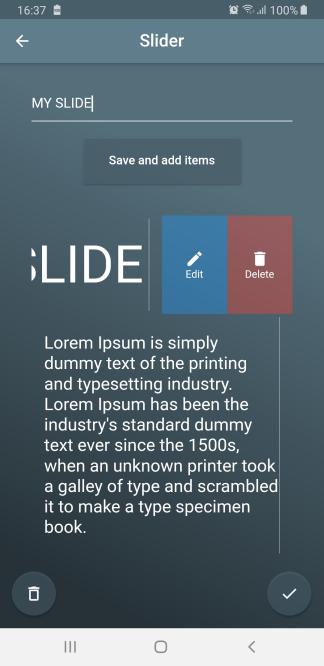 16:37
100%
Slider
MY SLIDE
Save and add items
SLIDE
Edit
Delete
Lorem Ipsum is simply
dummy text of the printing
and typesetting industry.
Lorem Ipsum has been the
industry's standard dummy
text ever since the 1500s,
when an unknown printer took
a galley of type and scrambled
it to make a type specimen
book.